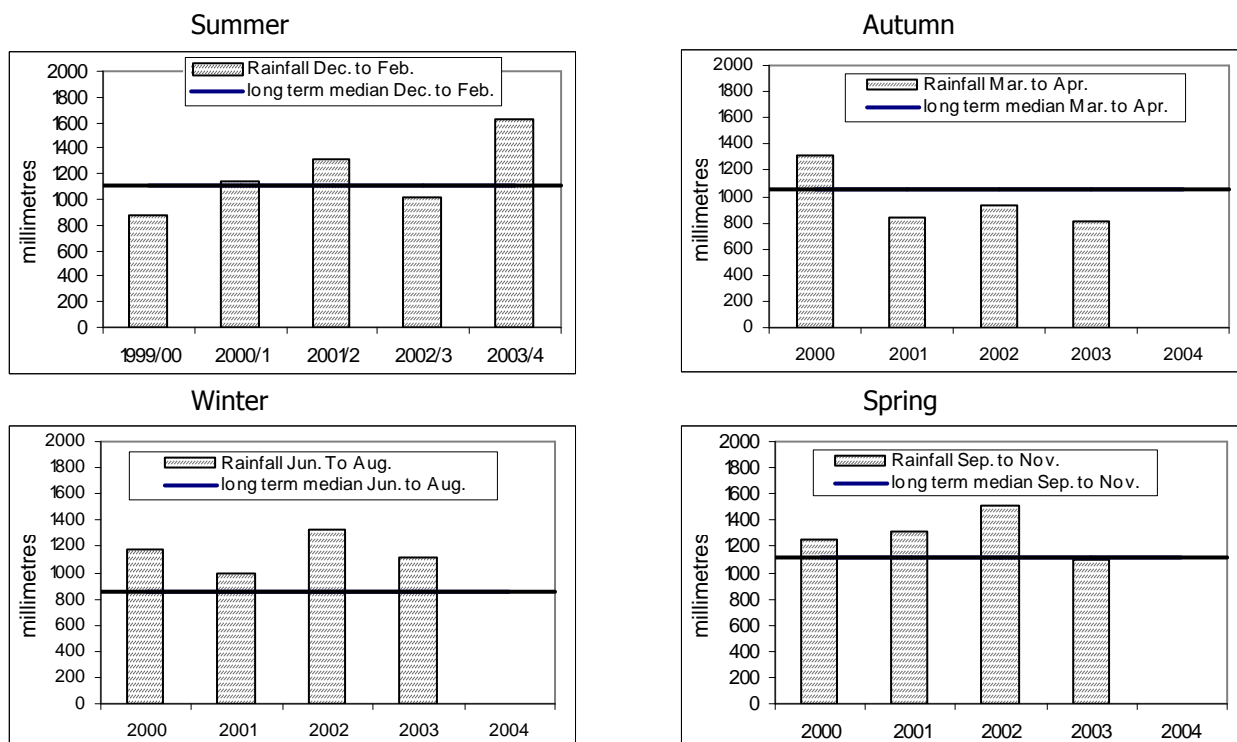 Summer
Rainfall Dec. to Feb.
long term median Dec. to Feb.
millimetres
2000
1800
1600
1400
1200
1000
800
600
400
200
0
1999/00 2000/1 2001/2 2002/3 2003/4
Autumn
Rainfall Mar. to Apr.
long term median Mar. to Apr.
millimetres
2000
1800
1600
1400
1200
1000
800
600
400
200
0
2000 2001 2002 2003 2004
Winter
Rainfall Jun. To Aug.
long term median Jun. to Aug.
millimetres
2000
1800
1600
1400
1200
1000
800
600
400
200
0
2000 2001 2002 2003 2004
Spring
Rainfall Sep. to Nov.
long term median Sep. to Nov.
millimetres
2000
1800
1600
1400
1200
1000
800
600
400
200
0
2000 2001 2002 2003 2004